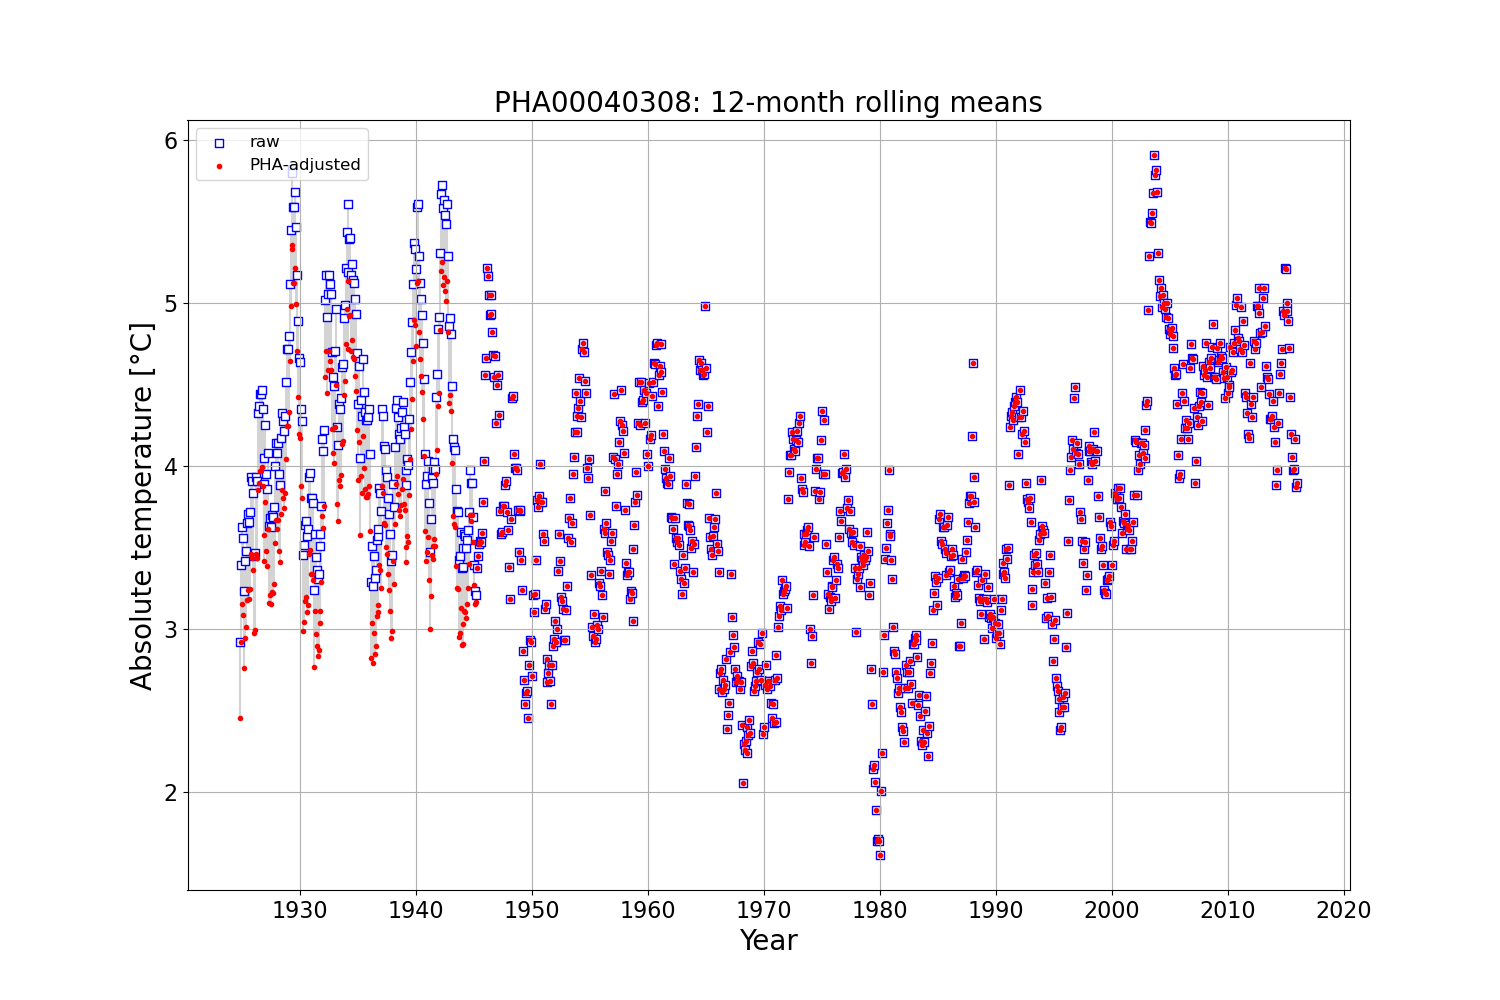 PHA00040308: 12-month rolling means
raw
PHA-adjusted
6
5
4
3
2
Absolute temperature [°C]
1930 1940 1950 1960 1970 1980 1990 2000 2010 2020
Year